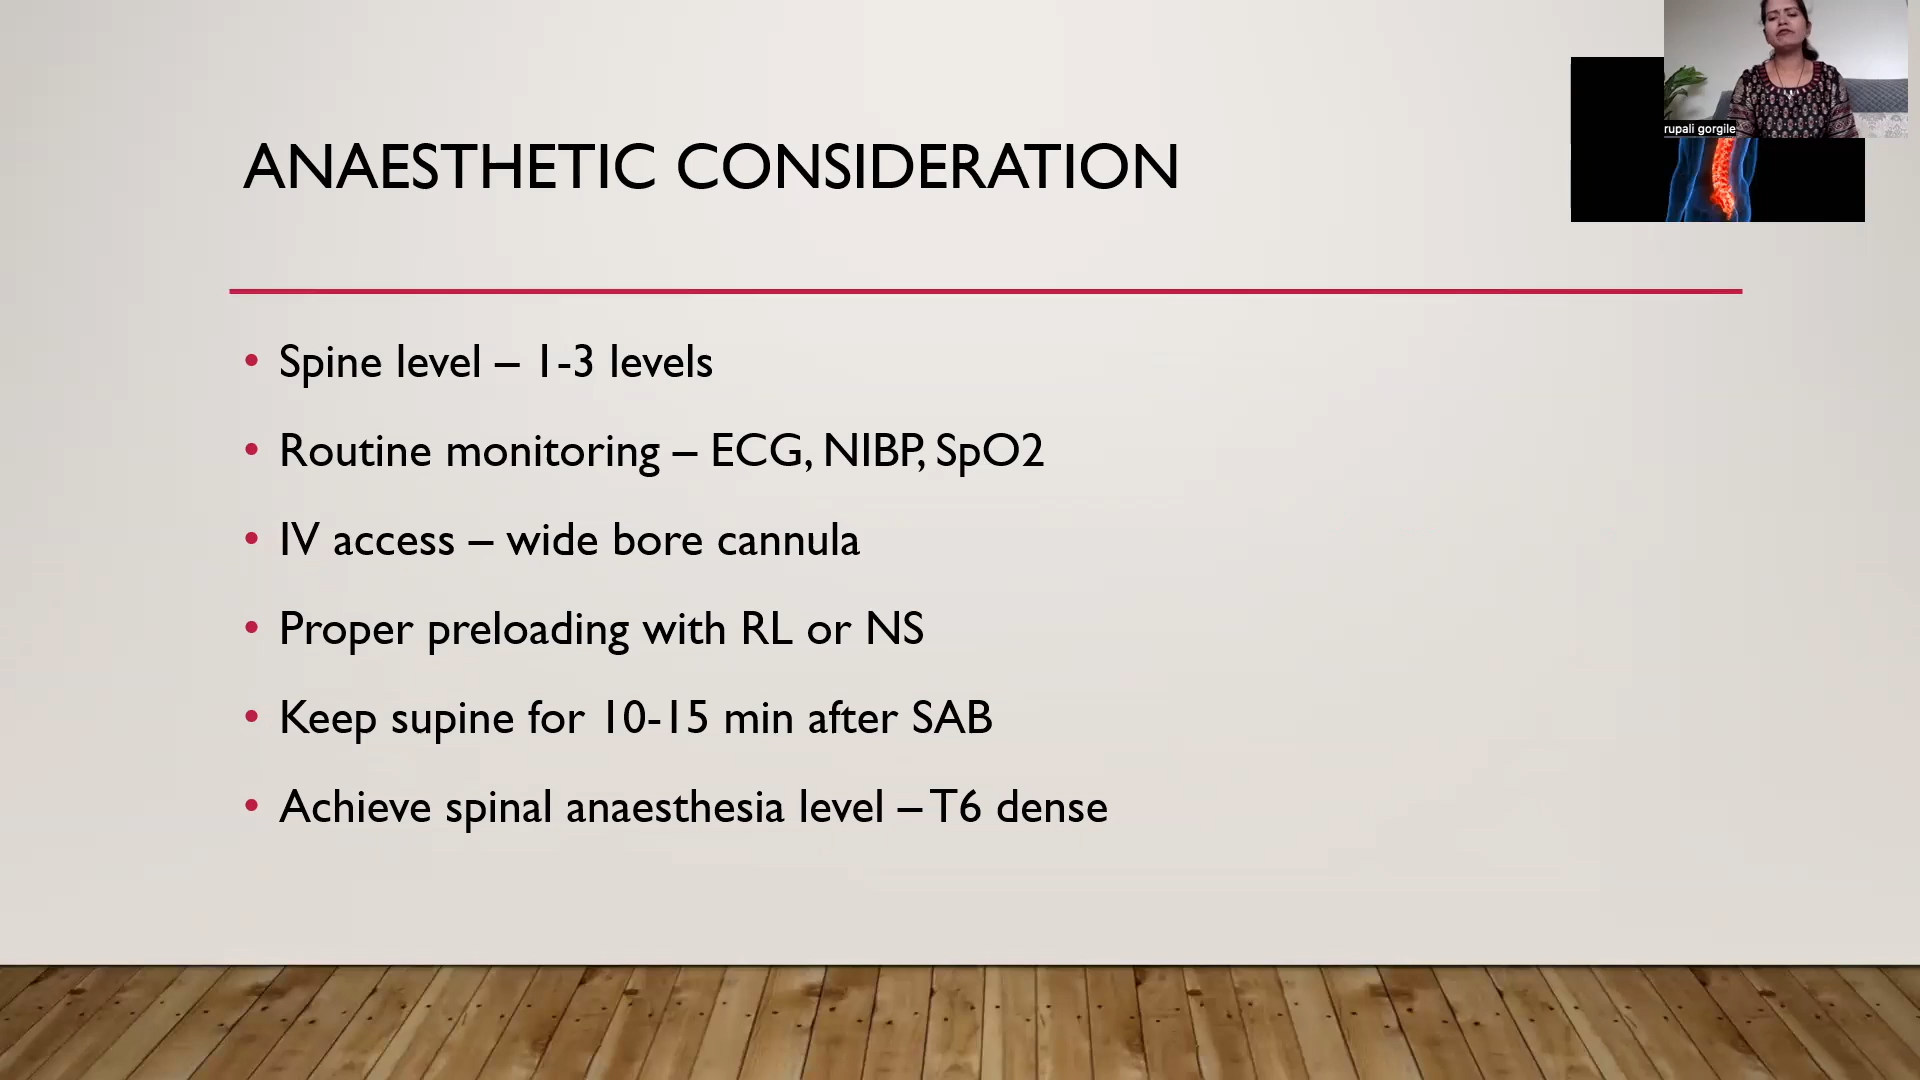 rupali gorgile
ANAESTHETIC CONSIDERATION
• Spine level – 1-3 levels
• Routine monitoring – ECG, NIBP, SpO2
• IV access – wide bore cannula
• Proper preloading with RL or NS
• Keep supine for 10-15 min after SAB
• Achieve spinal anaesthesia level – T6 dense